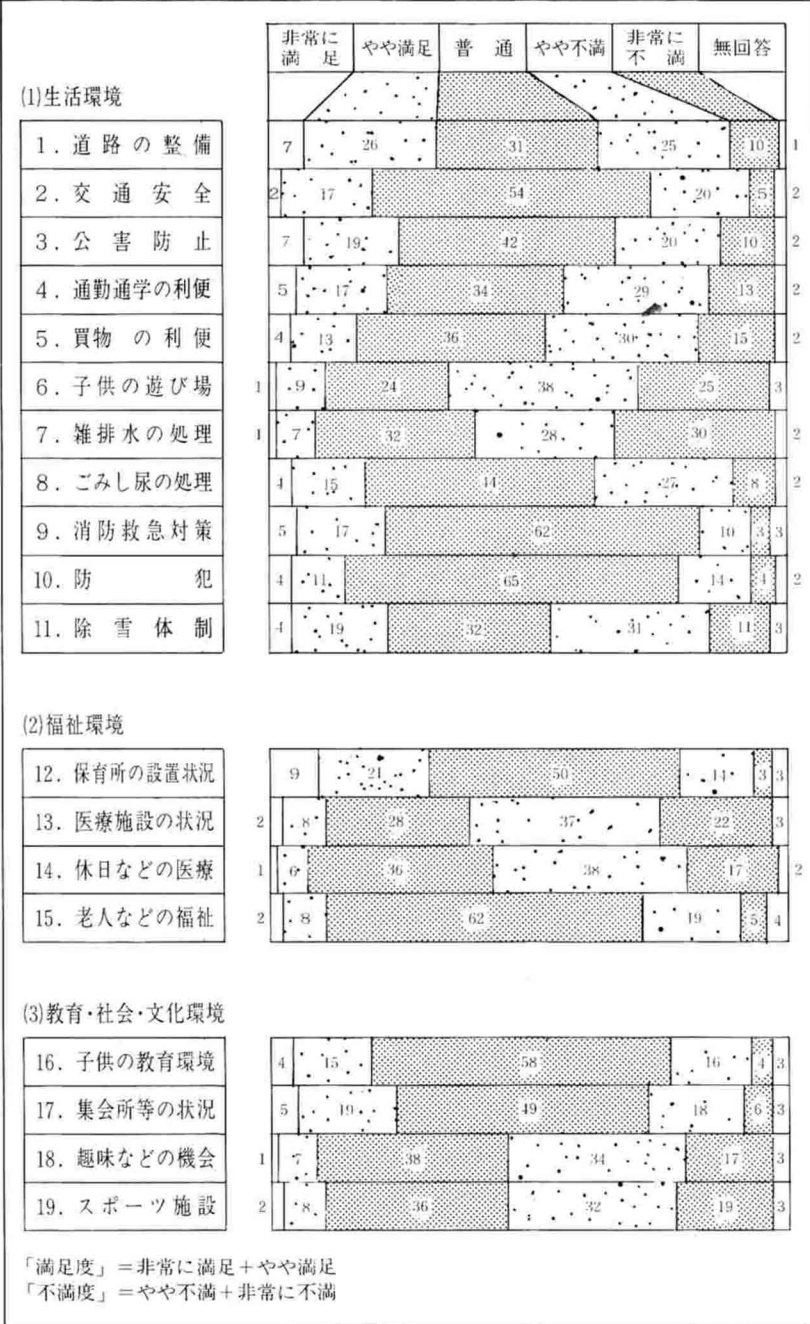 非常に満足 やや満足 普通 やや不満 非常に不満 無回答
(1)生活環境
1．道路の整備 7 26 31 25 10 1
2．交通安全 2 17 54 20 5 2
3．公害防止 7 19 42 20 10 2
4．通勤通学の利便 5 17 34 29 13 2
5．買物の利便 4 13 36 30 15 2
6．子供の遊び場 1 9 24 38 25 3
7．雑排水の処理 1 7 32 28 30 2
8．ごみし尿の処理 4 15 44 27 8 2
9．消防救急対策 5 17 62 10 3 3
10．防犯 4 11 65 14 4 2
11．除雪体制 4 19 32 31 11 3
(2)福祉環境
12．保育所の設置状況 9 21 50 14 3 3
13．医療施設の状況 2 8 28 37 22 3
14．休日などの医療 1 6 36 38 17 2
15．老人などの福祉 2 8 62 19 5 4
(3)教育・社会・文化環境
16．子供の教育環境 4 15 58 16 4 3
17．集会所等の状況 5 19 49 18 6 3
18．趣味などの機会 1 7 38 34 17 3
19．スポーツ施設 2 8 36 32 19 3
「満足度」＝非常に満足＋やや満足
「不満度」＝やや不満＋非常に不満